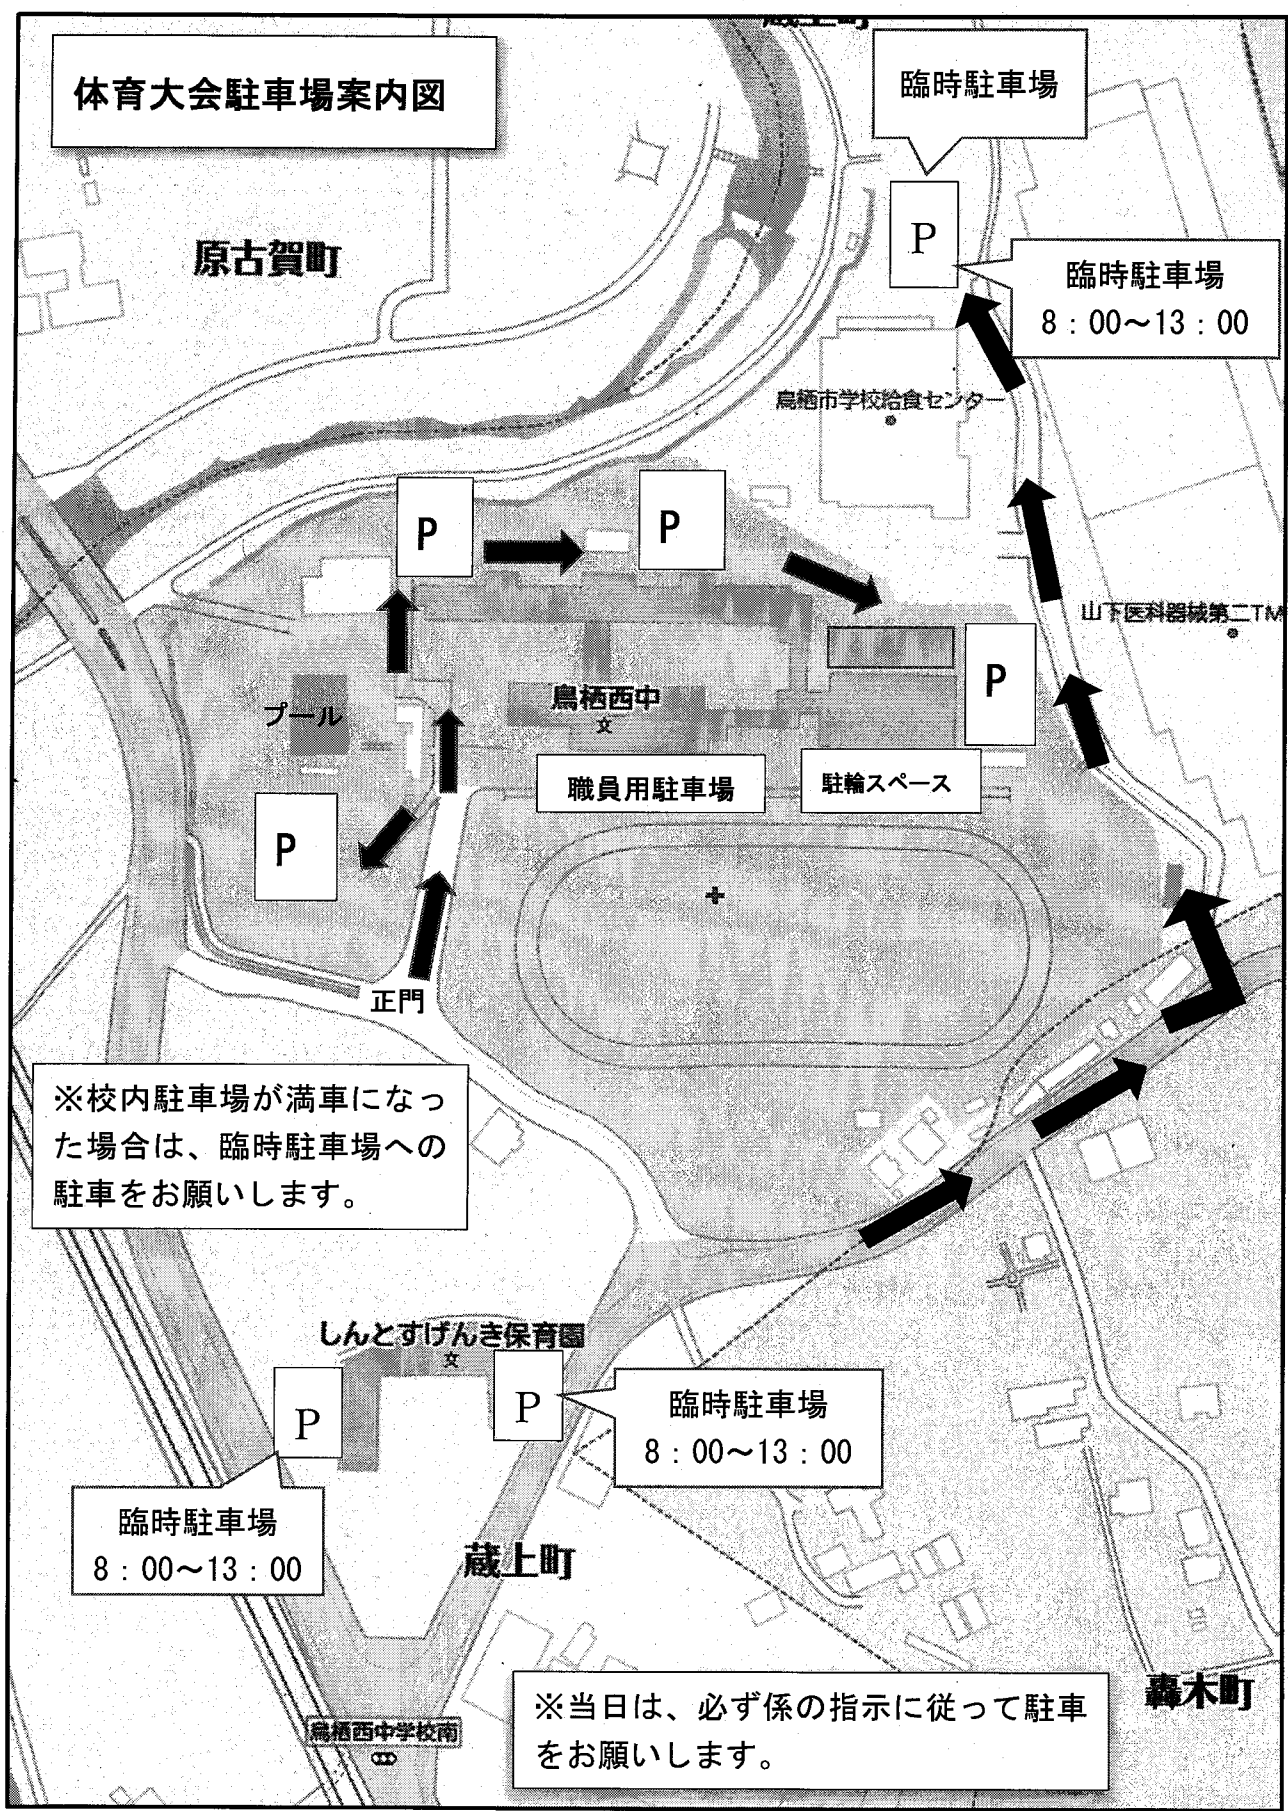 蔵上町
体育大会駐車場案内図
臨時駐車場
P
原古賀町
臨時駐車場
8：00～13：00
鳥栖市学校給食センター
P
P
山下医科器械第二TM
P
鳥栖西中
文
プール
職員用駐車場
駐輪スペース
P
正門
※校内駐車場が満車になっ
た場合は、臨時駐車場への
駐車をお願いします。
しんとすげんき保育園
文
P
P
臨時駐車場
8：00～13：00
臨時駐車場
8：00～13：00
蔵上町
轟木町
※当日は、必ず係の指示に従って駐車
をお願いします。
鳥栖西中学校南